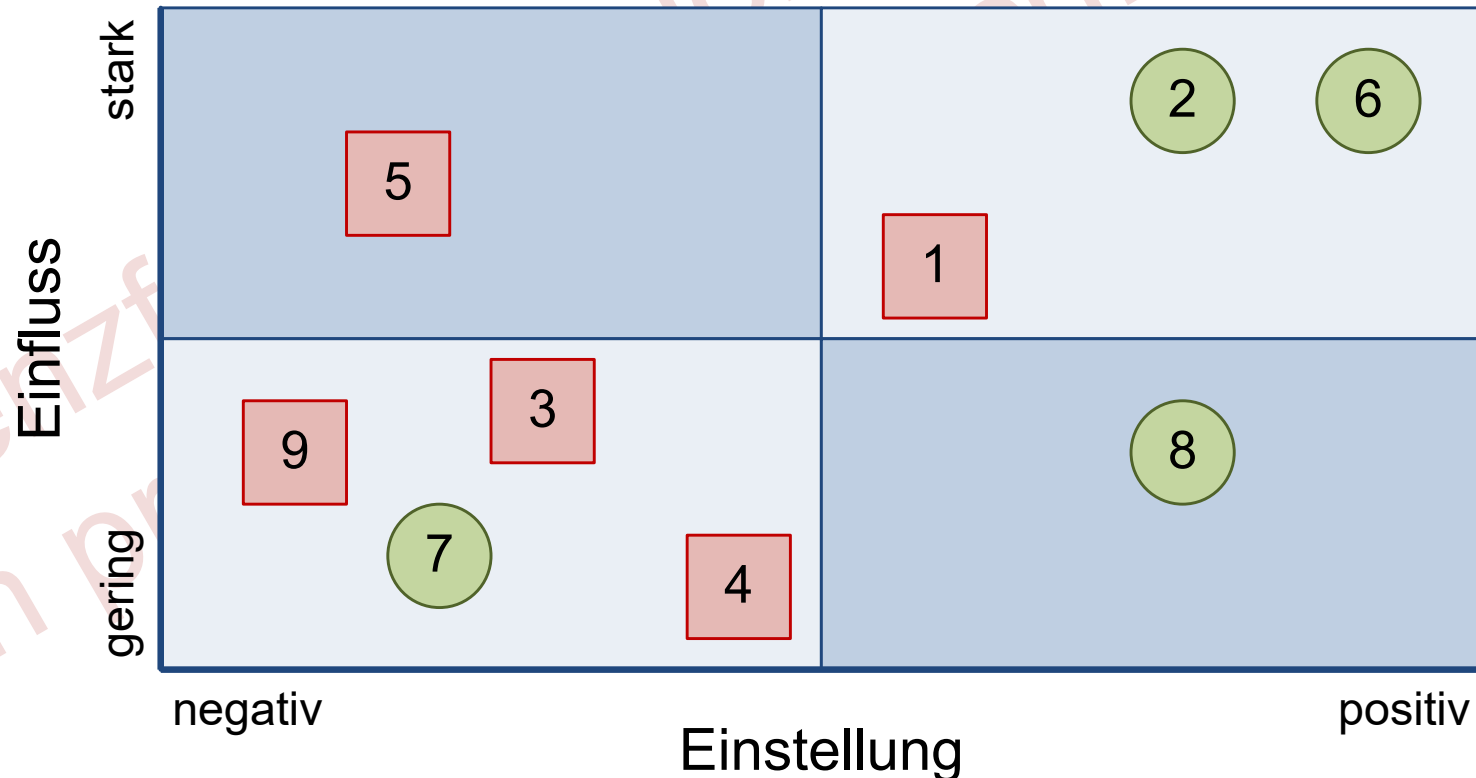 stark
2
6
5
1
Einfluss
3
9
8
7
4
gering
negativ
positiv
Einstellung